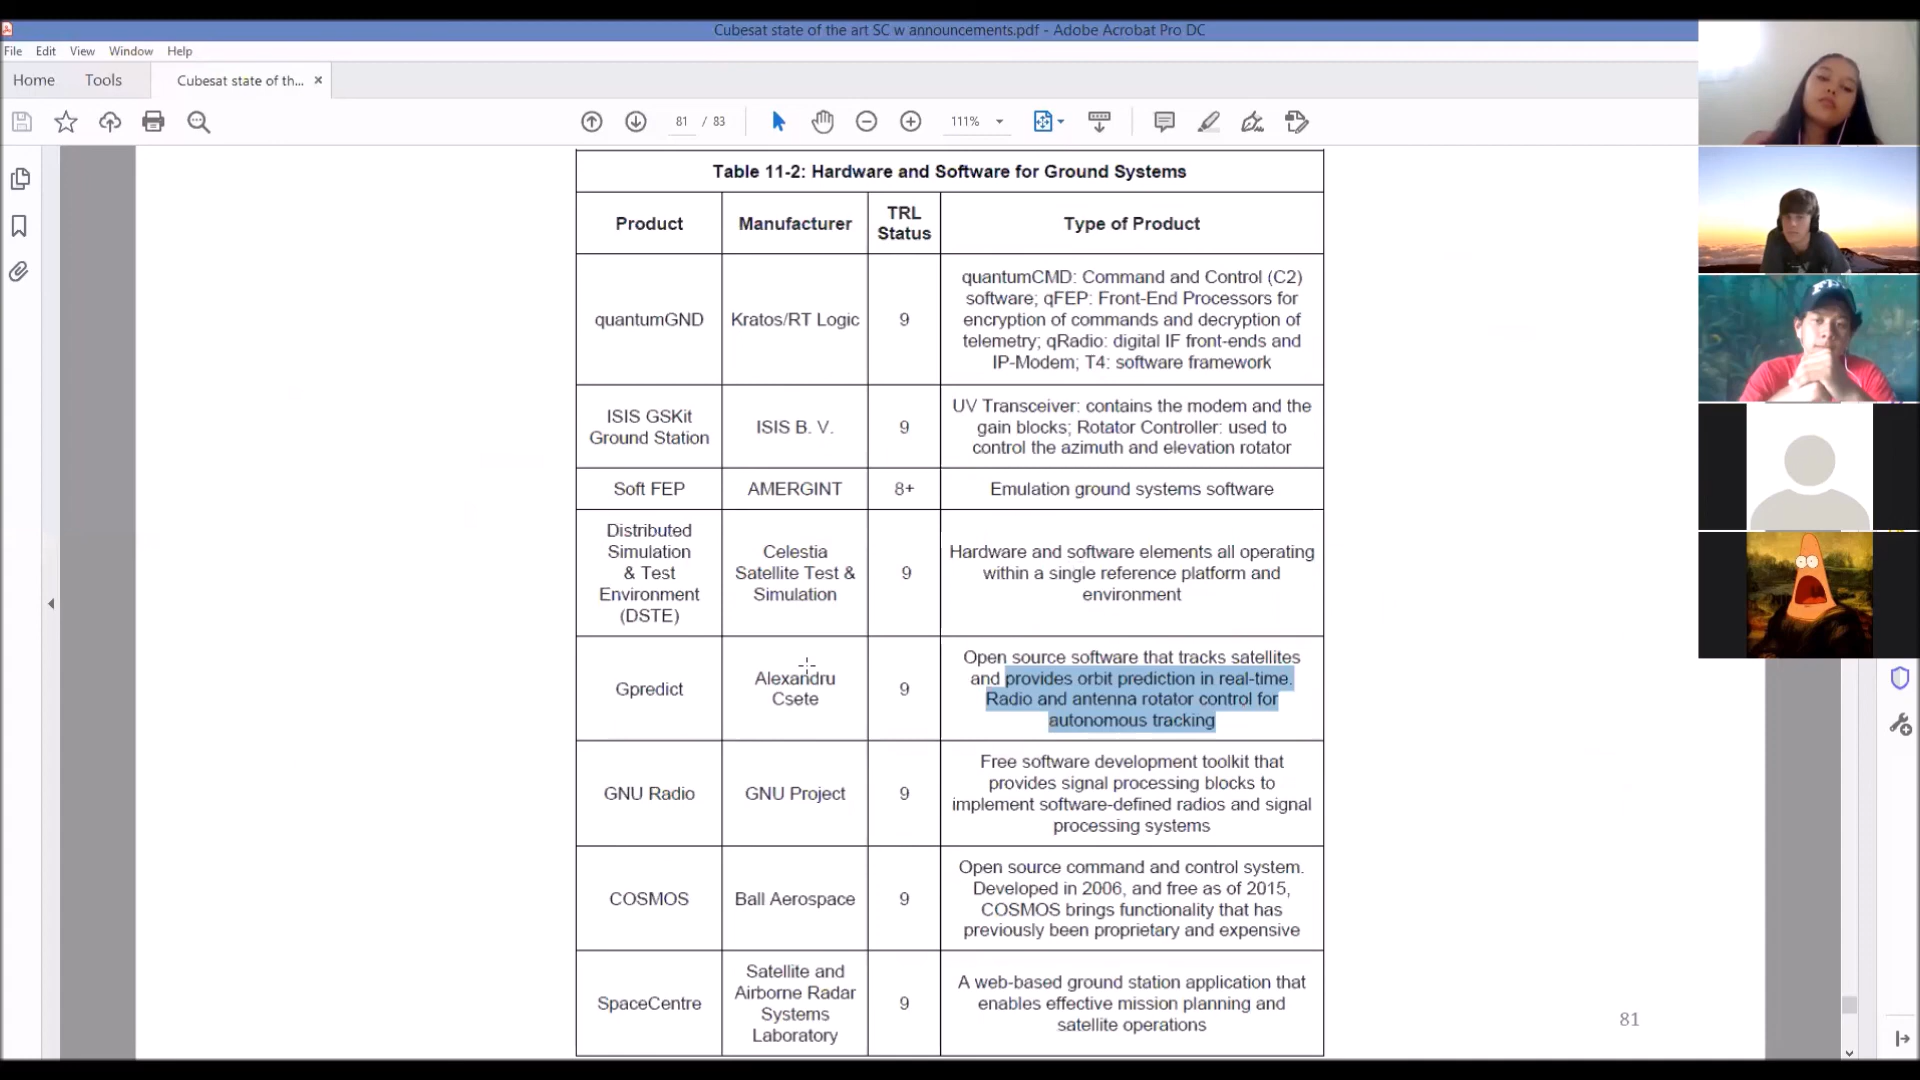 Cubesat state of the art SC w announcements.pdf - Adobe Acrobat Pro DC
File Edit View Window Help
Home Tools Cubesat state of th... ×
81 / 83 111%
Table 11-2: Hardware and Software for Ground Systems
Product
Manufacturer
TRL
Status
Type of Product
quantumGND
Kratos/RT Logic
9
quantumCMD: Command and Control (C2)
software; qFEP: Front-End Processors for
encryption of commands and decryption of
telemetry; qRadio: digital IF front-ends and
IP-Modem; T4: software framework
ISIS GSKit
Ground Station
ISIS B. V.
9
UV Transceiver: contains the modem and the
gain blocks; Rotator Controller: used to
control the azimuth and elevation rotator
Soft FEP
AMERGINT
8+
Emulation ground systems software
Distributed
Simulation
& Test
Environment
(DSTE)
Celestia
Satellite Test &
Simulation
9
Hardware and software elements all operating
within a single reference platform and
environment
Gpredict
Alexandru
Csete
9
Open source software that tracks satellites
and provides orbit prediction in real-time.
Radio and antenna rotator control for
autonomous tracking
GNU Radio
GNU Project
9
Free software development toolkit that
provides signal processing blocks to
implement software-defined radios and signal
processing systems
COSMOS
Ball Aerospace
9
Open source command and control system.
Developed in 2006, and free as of 2015,
COSMOS brings functionality that has
previously been proprietary and expensive
SpaceCentre
Satellite and
Airborne Radar
Systems
Laboratory
9
A web-based ground station application that
enables effective mission planning and
satellite operations
81